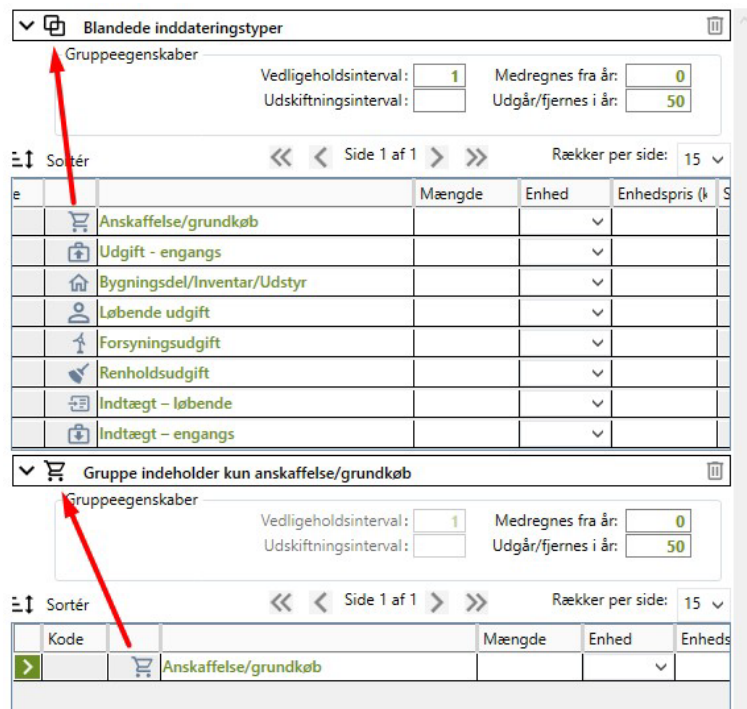 Blandede inddateringstyper
Gruppeegenskaber
Vedligeholdsinterval: 1 Medregnes fra år: 0
Udskiftningsinterval: Udgår/fjernes i år: 50
Sortér Side 1 af 1 Rækker per side: 15
e Mængde Enhed Enhedspris (k S
Anskaffelse/grundkøb
Udgift - engangs
Bygningsdel/Inventar/Udstyr
Løbende udgift
Forsyningsudgift
Renholdsudgift
Indtægt – løbende
Indtægt – engangs
Gruppe indeholder kun anskaffelse/grundkøb
Gruppeegenskaber
Vedligeholdsinterval: 1 Medregnes fra år: 0
Udskiftningsinterval: Udgår/fjernes i år: 50
Sortér Side 1 af 1 Rækker per side: 15
Kode Mængde Enhed Enheds
Anskaffelse/grundkøb